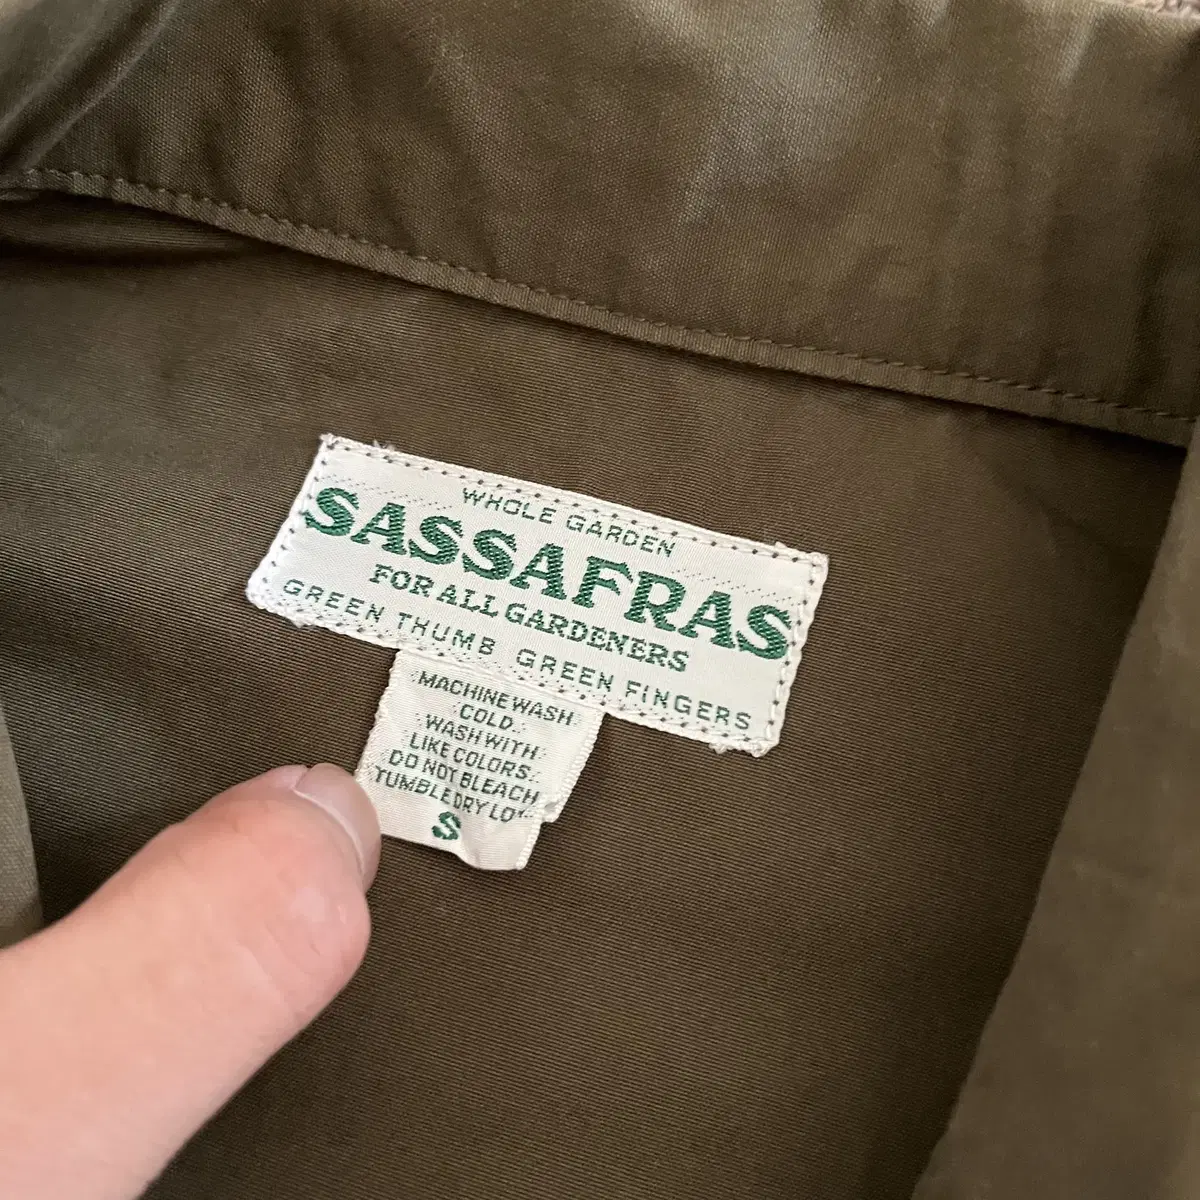 WHOLE GARDEN
SASSAFRAS
FOR ALL GARDENERS
GREEN THUMB GREEN FINGERS
MACHINE WASH
COLD.
WASH WITH
LIKE COLORS.
DO NOT BLEACH
TUMBLE DRY
S